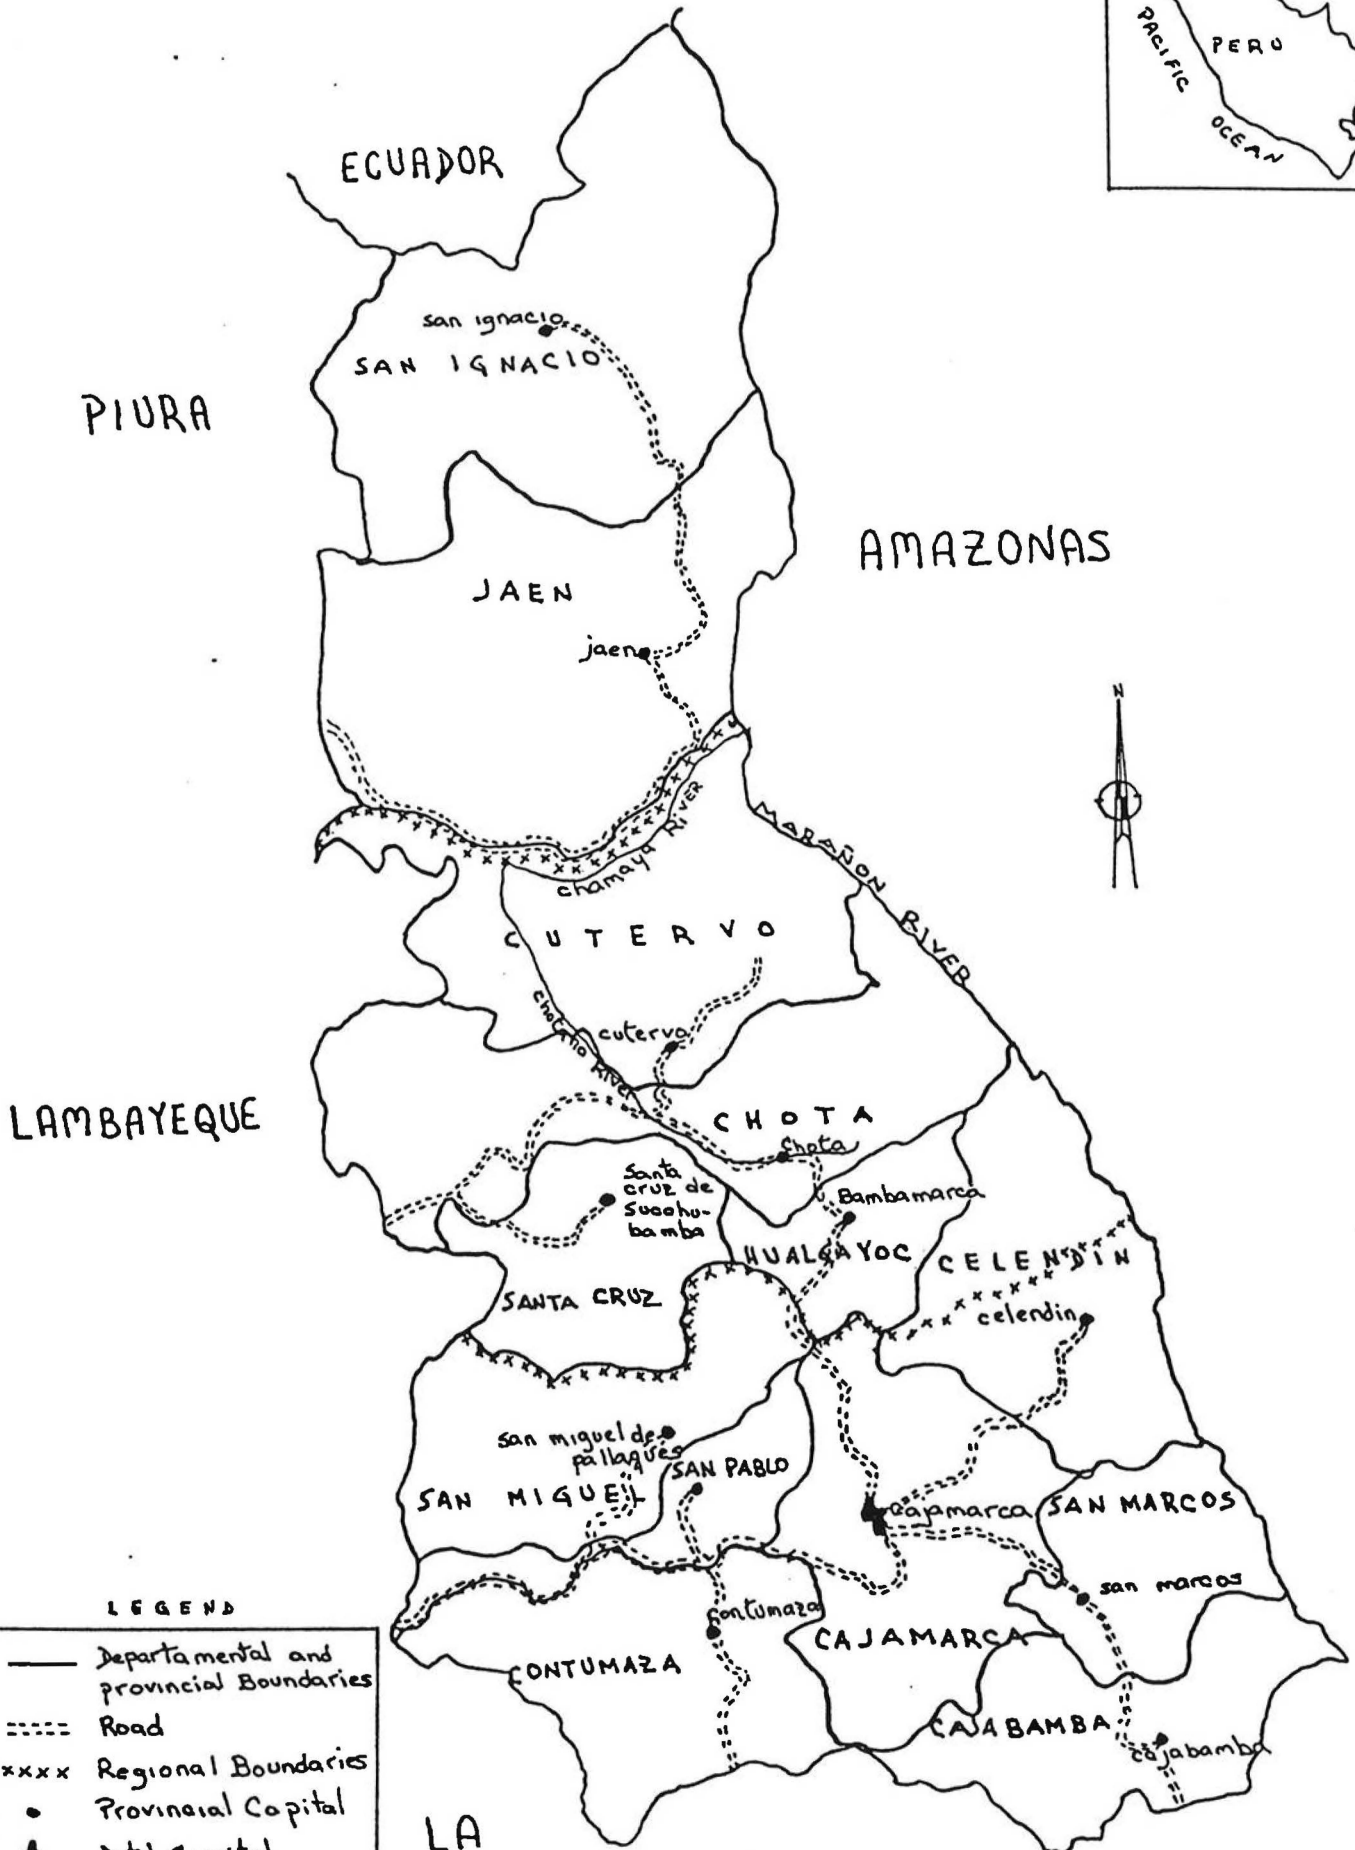 PACIFIC
PERU
OCEAN
ECUADOR
san ignacio
SAN IGNACIO
PIURA
AMAZONAS
JAEN
jaen
N
MARAÑON RIVER
chamaya River
CUTERVO
chotano River
cutervo
LAMBAYEQUE
CHOTA
Chota
Santa
cruz de
bamba
Bambamarca
HUALGAYOC
CELENDIN
SANTA CRUZ
celendin
san miguel de
pallaques
SAN PABLO
SAN MIGUEL
Cajamarca
SAN MARCOS
san marcos
contumaza
CAJAMARCA
CONTUMAZA
CAJABAMBA
cajabamba
LEGEND
Departamental and
provincial Boundaries
Road
xxxx Regional Boundaries
Provincial Capital
LA